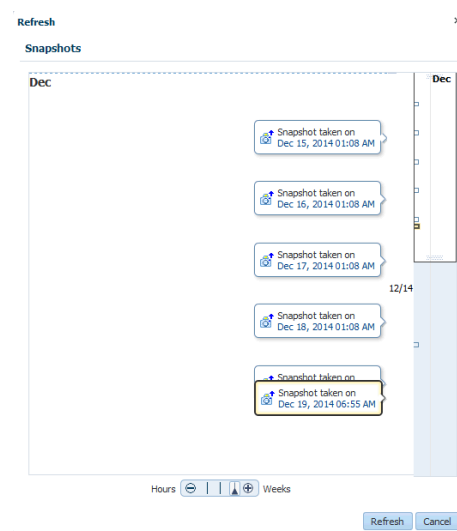 Refresh
Snapshots
Dec
Dec
Snapshot taken on
Dec 15, 2014 01:08 AM
Snapshot taken on
Dec 16, 2014 01:08 AM
Snapshot taken on
Dec 17, 2014 01:08 AM
12/14
Snapshot taken on
Dec 18, 2014 01:08 AM
Snapshot taken on
Snapshot taken on
Dec 19, 2014 06:55 AM
Hours
Weeks
Refresh
Cancel